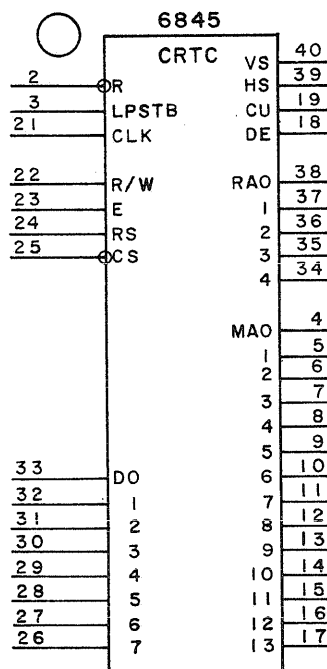 6845
CRTC
VS 40
2 R HS 39
3 LPSTB CU 19
21 CLK DE 18
22 R/W RA0 38
23 E 1 37
24 RS 2 36
25 CS 3 35
4 34
MA0 4
1 5
2 6
3 7
4 8
5 9
33 D0 6 10
32 1 7 11
31 2 8 12
30 3 9 13
29 4 10 14
28 5 11 15
27 6 12 16
26 7 13 17